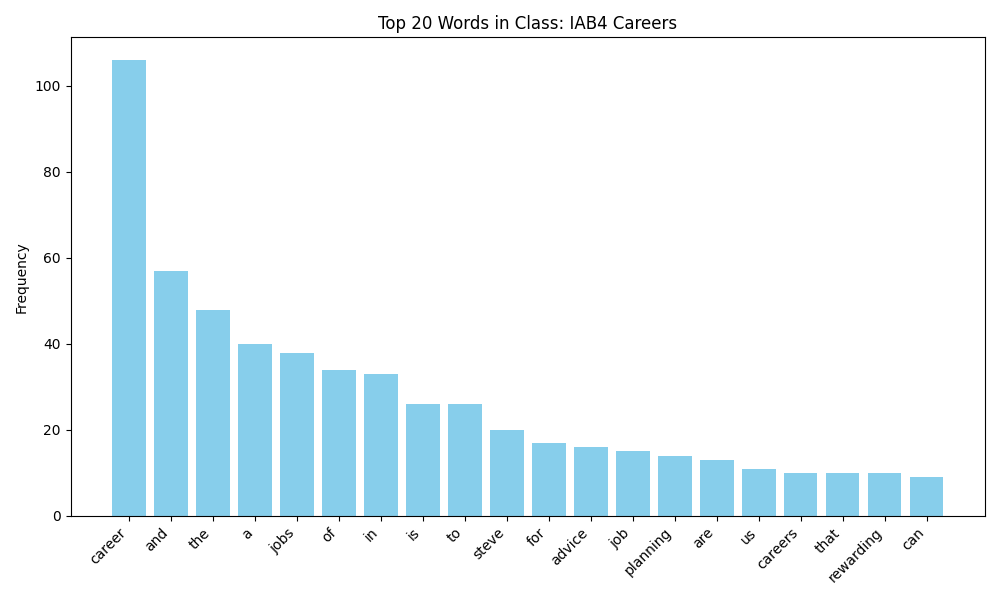 Top 20 Words in Class: IAB4 Careers
Frequency
100
80
60
40
20
0
career
and
the
a
jobs
of
in
is
to
steve
for
advice
job
planning
are
us
careers
that
rewarding
can